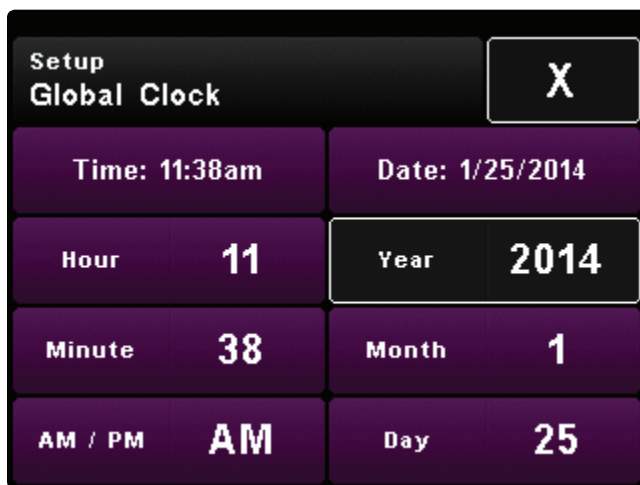 Setup
Global Clock
X
Time: 11:38am
Date: 1/25/2014
Hour 11
Year 2014
Minute 38
Month 1
AM / PM AM
Day 25